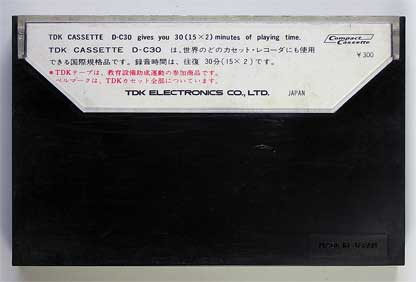 TDK CASSETTE D-C30 gives you 30(15×2)minutes of playing time.
Compact Cassette
TDK CASSETTE D-C30 は、世界のどのカセット・レコーダにも使用
¥300
できる国際規格品です。録音時間は、往復 30分(15×2)です。
*TDKテープは、教育設備助成運動の参加商品です。
ベルマークは、TDKカセット全部についています。
TDK ELECTRONICS CO., LTD. JAPAN